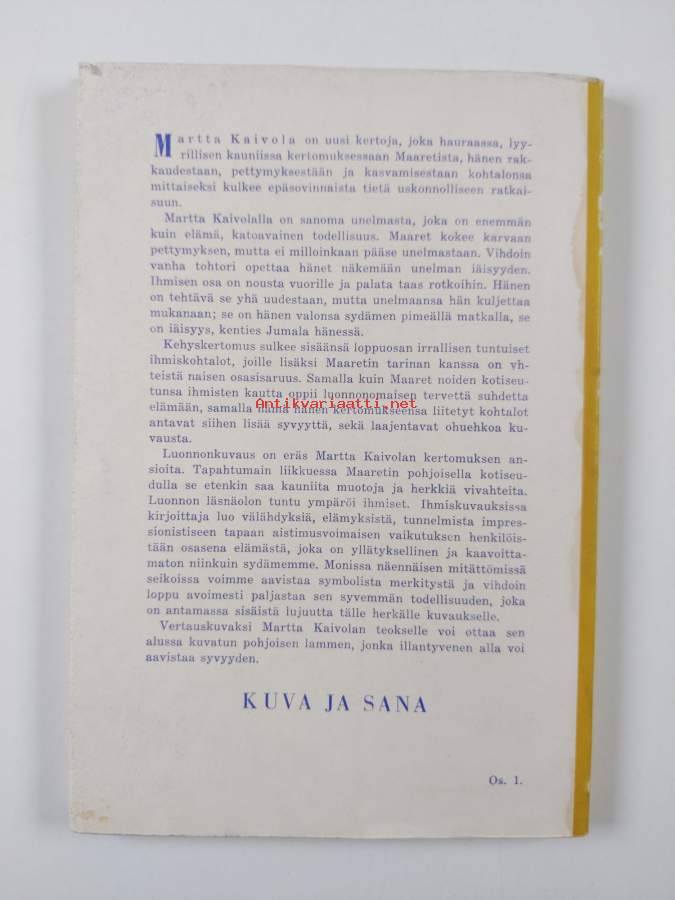 Martta Kaivola on uusi kertoja, joka hauraassa, lyy-
rillisen kauniissa kertomuksessaan Maaretista, hänen rak-
kaudestaan, pettymyksestään ja kasvamisestaan kohtalonsa
mittaiseksi kulkee epäsovinnaista tietä uskonnolliseen ratkai-
suun.
Martta Kaivolalla on sanoma unelmasta, joka on enemmän
kuin elämä, katoavainen todellisuus. Maaret kokee karvaan
pettymyksen, mutta ei milloinkaan pääse unelmastaan. Vihdoin
vanha tohtori opettaa hänet näkemään unelman iäisyyden.
Ihmisen osa on nousta vuorille ja palata taas rotkoihin. Hänen
on tehtävä se yhä uudestaan, mutta unelmaansa hän kuljettaa
mukanaan; se on hänen valonsa sydämen pimeällä matkalla, se
on iäisyys, kenties Jumala hänessä.
Kehyskertomus sulkee sisäänsä loppuosan irrallisen tuntuiset
ihmiskohtalot, joille lisäksi Maaretin tarinan kanssa on yh-
teistä naisen osasisaruus. Samalla kuin Maaret noiden kotiseu-
tunsa ihmisten kautta oppii luonnonomaisen tervettä suhdetta
Antikvariaatti.net
elämään, samalla nämä hänen kertomukseensa liitetyt kohtalot
antavat siihen lisää syvyyttä, sekä laajentavat ohuehkoa ku-
vausta.
Luonnonkuvaus on eräs Martta Kaivolan kertomuksen an-
sioita. Tapahtumain liikkuessa Maaretin pohjoisella kotiseu-
dulla se etenkin saa kauniita muotoja ja herkkiä vivahteita.
Luonnon läsnäolon tuntu ympäröi ihmiset. Ihmiskuvauksissa
kirjoittaja luo välähdyksiä, elämyksistä, tunnelmista impres-
sionistiseen tapaan aistimusvoimaisen vaikutuksen henkilöis-
tään osasena elämästä, joka on yllätyksellinen ja kaavoitta-
maton niinkuin sydämemme. Monissa näennäisen mitättömissä
seikoissa voimme aavistaa symbolista merkitystä ja vihdoin
loppu avoimesti paljastaa sen syvemmän todellisuuden, joka
on antamassa sisäistä lujuutta tälle herkälle kuvaukselle.
Vertauskuvaksi Martta Kaivolan teokselle voi ottaa sen
alussa kuvatun pohjoisen lammen, jonka illantyvenen alla voi
aavistaa syvyyden.
KUVA JA SANA
Os. 1.